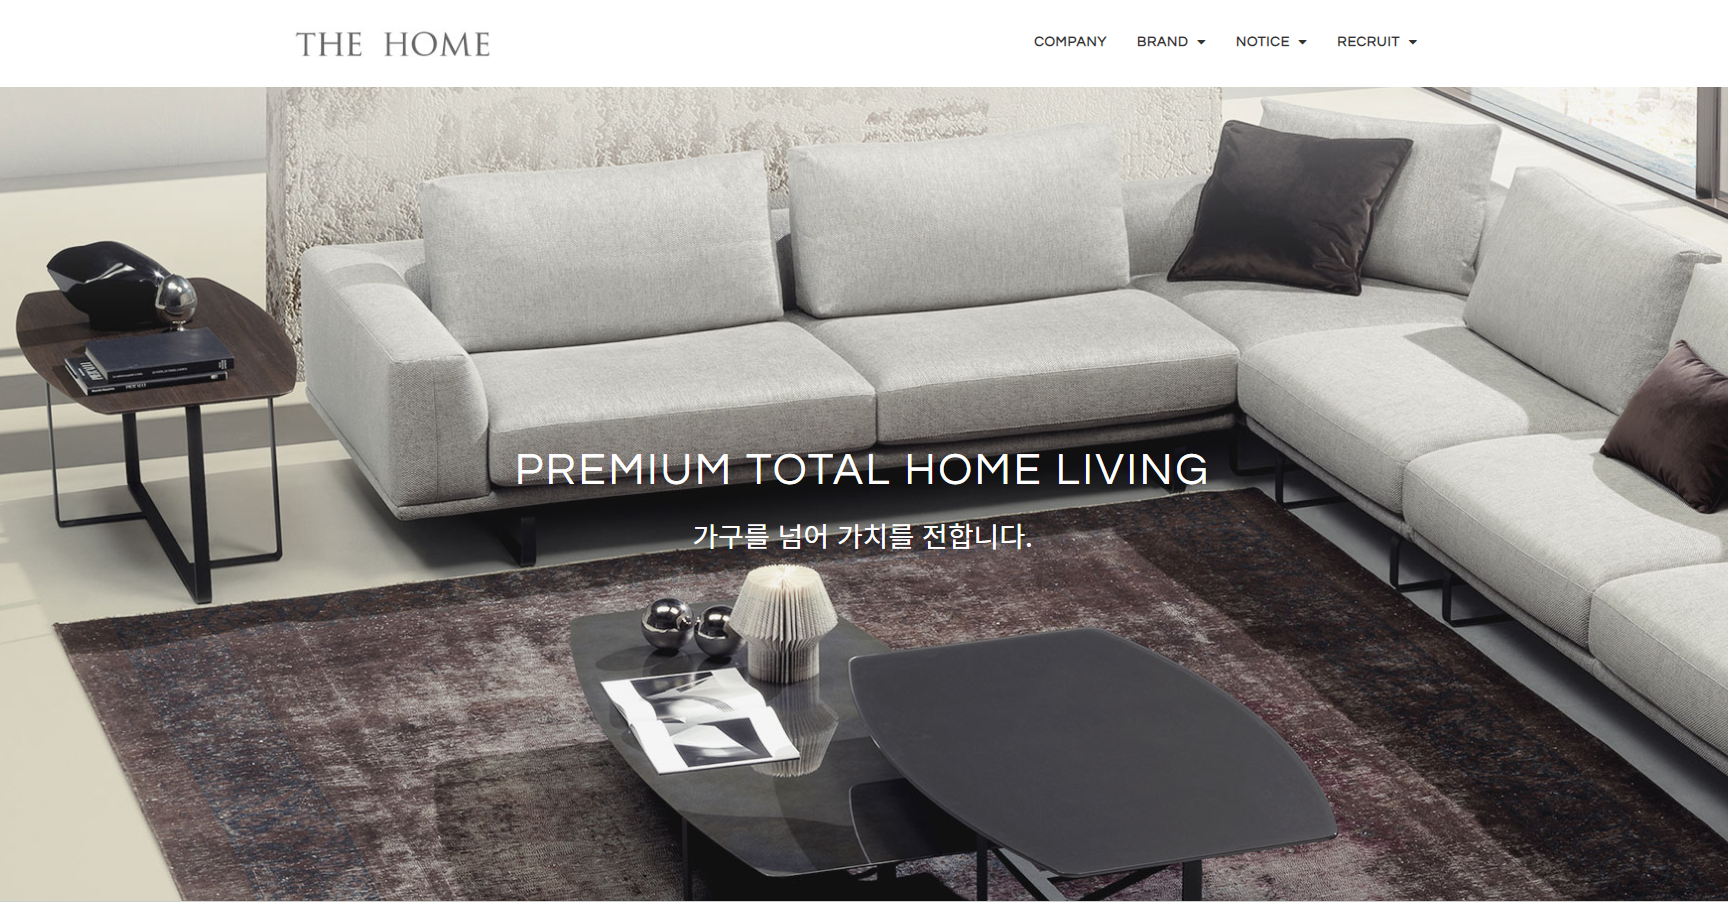 THE HOME
COMPANY
BRAND
NOTICE
RECRUIT
PREMIUM TOTAL HOME LIVING
가구를 넘어 가치를 전합니다.